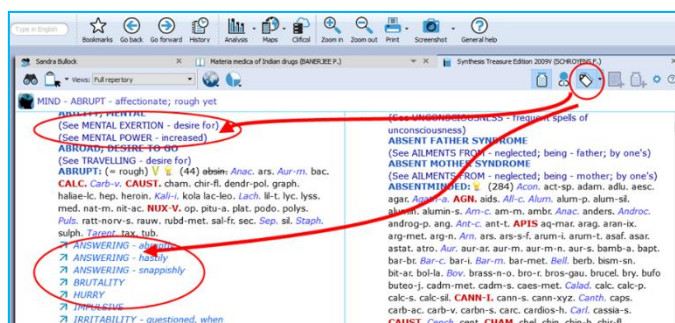 Type in English
Bookmarks Go back Go forward History Analysis Maps Clificol Zoom in Zoom out Print Screenshot General help
Sandra Bullock
Materia medica of Indian drugs (BANERJEE P.)
Synthesis Treasure Edition 2009V (SCHROYENS F.)
Views: Full repertory
MIND - ABRUPT - affectionate; rough yet
ABILITY, MENTAL
(See MENTAL EXERTION - desire for)
(See MENTAL POWER - increased)
ABROAD, DESIRE TO GO
(See TRAVELLING - desire for)
ABRUPT: (= rough) (44) absin. Anac. ars. Aur-m. bac.
CALC. Carb-v. CAUST. cham. chir-fl. dendr-pol. graph.
haliae-lc. hep. heroin. Kali-i. kola lac-leo. Lach. lil-t. lyc. lyss.
med. nat-m. nit-ac. NUX-V. op. pitu-a. plat. podo. polys.
Puls. ratt-norv-s. rauw. rubd-met. sal-fr. sec. Sep. sil. Staph.
sulph. Tarent. tax. tub.
ANSWERING - abruptly
ANSWERING - hastily
ANSWERING - snappishly
BRUTALITY
HURRY
IMPULSIVE
IRRITABILITY - questioned, when
(See UNCONSCIOUSNESS - frequent spells of
unconsciousness)
ABSENT FATHER SYNDROME
(See AILMENTS FROM - neglected; being - father; by one's)
ABSENT MOTHER SYNDROME
(See AILMENTS FROM - neglected; being - mother; by one's)
ABSENTMINDED: (284) Acon. act-sp. adam. adlu. aesc.
agar. Agath-a. AGN. aids. All-c. Alum. alum-p. alum-sil.
alumin. alumin-s. Am-c. am-m. ambr. Anac. anders. Androc.
androg-p. ang. Ant-c. ant-t. APIS aq-mar. arag. aran-ix.
arg-met. arg-n. Arn. ars. ars-s-f. arum-i. arum-t. asaf. asar.
astat. atro. Aur. aur-ar. aur-m. aur-m-n. aur-s. bamb-a. bapt.
bar-br. Bar-c. bar-i. Bar-m. bar-met. Bell. berb. bism-sn.
bit-ar. bol-la. Bov. brass-n-o. bro-r. bros-gau. brucel. bry. bufo
buteo-j. cadm-met. cadm-s. caes-met. Calad. calc. calc-p.
calc-s. calc-sil. CANN-I. cann-s. cann-xyz. Canth. caps.
carb-ac. carb-v. carbn-s. carc. cardios-h. Carl. cassia-s.
CAUST. Cench. cent. CHAM. chel. chin. chin-b. chir-fl.